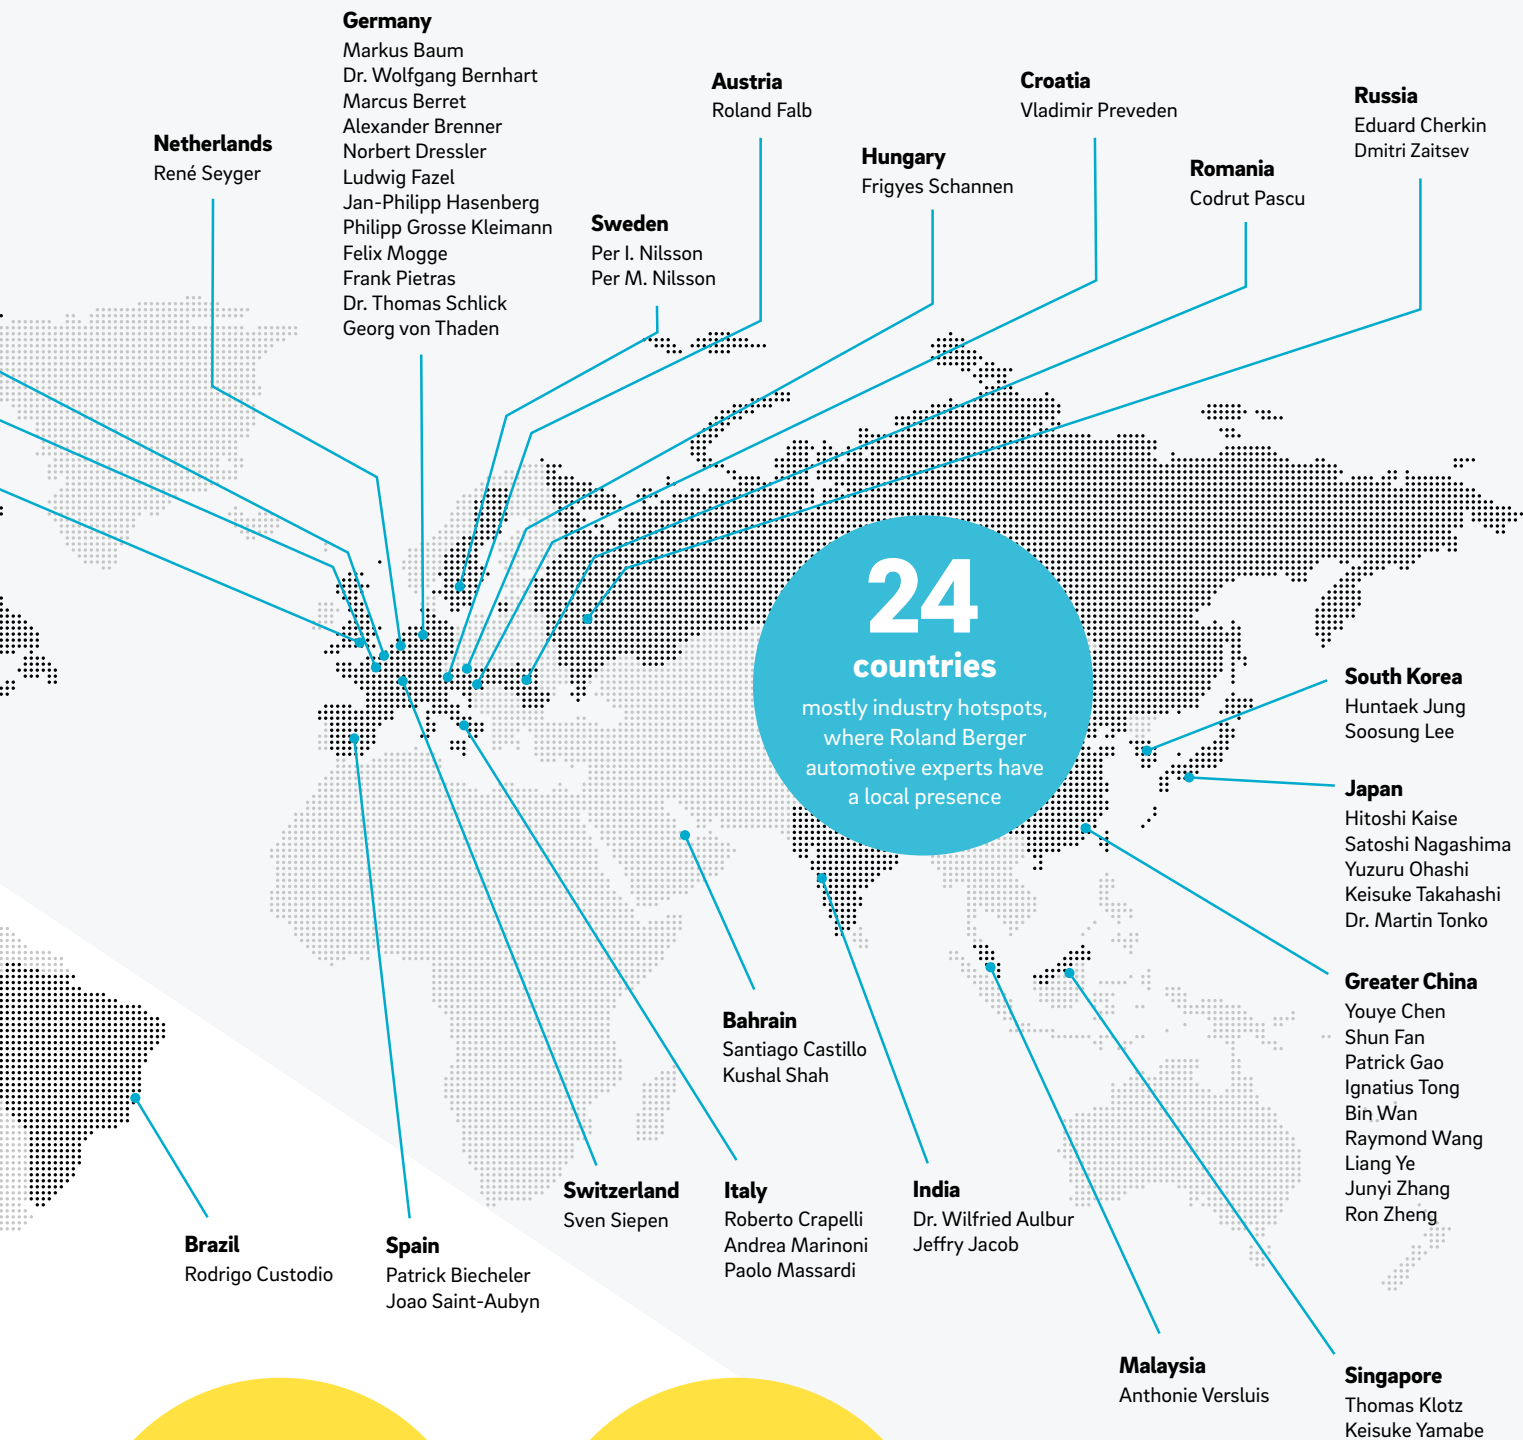 Germany
Markus Baum
Dr. Wolfgang Bernhart
Marcus Berret
Alexander Brenner
Norbert Dressler
Ludwig Fazel
Jan-Philipp Hasenberg
Philipp Grosse Kleimann
Felix Mogge
Frank Pietras
Dr. Thomas Schlick
Georg von Thaden
Netherlands
René Seyger
Sweden
Per I. Nilsson
Per M. Nilsson
Austria
Roland Falb
Hungary
Frigyes Schannen
Croatia
Vladimir Preveden
Romania
Codrut Pascu
Russia
Eduard Cherkin
Dmitri Zaitsev
24
countries
mostly industry hotspots,
where Roland Berger
automotive experts have
a local presence
South Korea
Huntaek Jung
Soosung Lee
Japan
Hitoshi Kaise
Satoshi Nagashima
Yuzuru Ohashi
Keisuke Takahashi
Dr. Martin Tonko
Greater China
Youye Chen
Shun Fan
Patrick Gao
Ignatius Tong
Bin Wan
Raymond Wang
Liang Ye
Junyi Zhang
Ron Zheng
Bahrain
Santiago Castillo
Kushal Shah
Brazil
Rodrigo Custodio
Spain
Patrick Biecheler
Joao Saint-Aubyn
Switzerland
Sven Siepen
Italy
Roberto Crapelli
Andrea Marinoni
Paolo Massardi
India
Dr. Wilfried Aulbur
Jeffry Jacob
Malaysia
Anthonie Versluis
Singapore
Thomas Klotz
Keisuke Yamabe